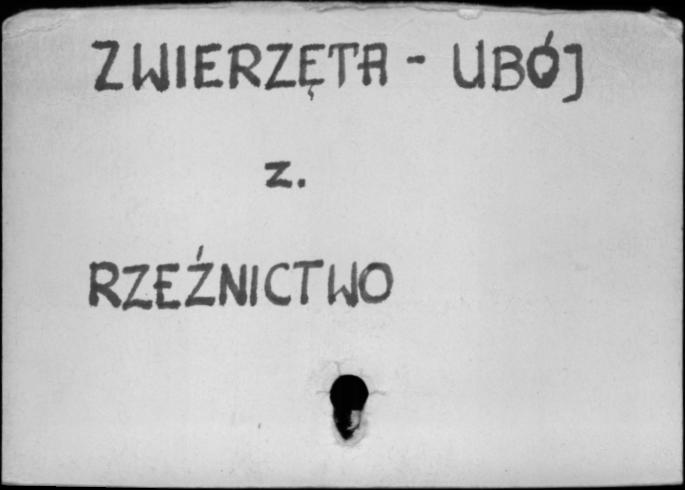 ZWIERZĘTA - UBÓJ
z.
RZEŹNICTWO